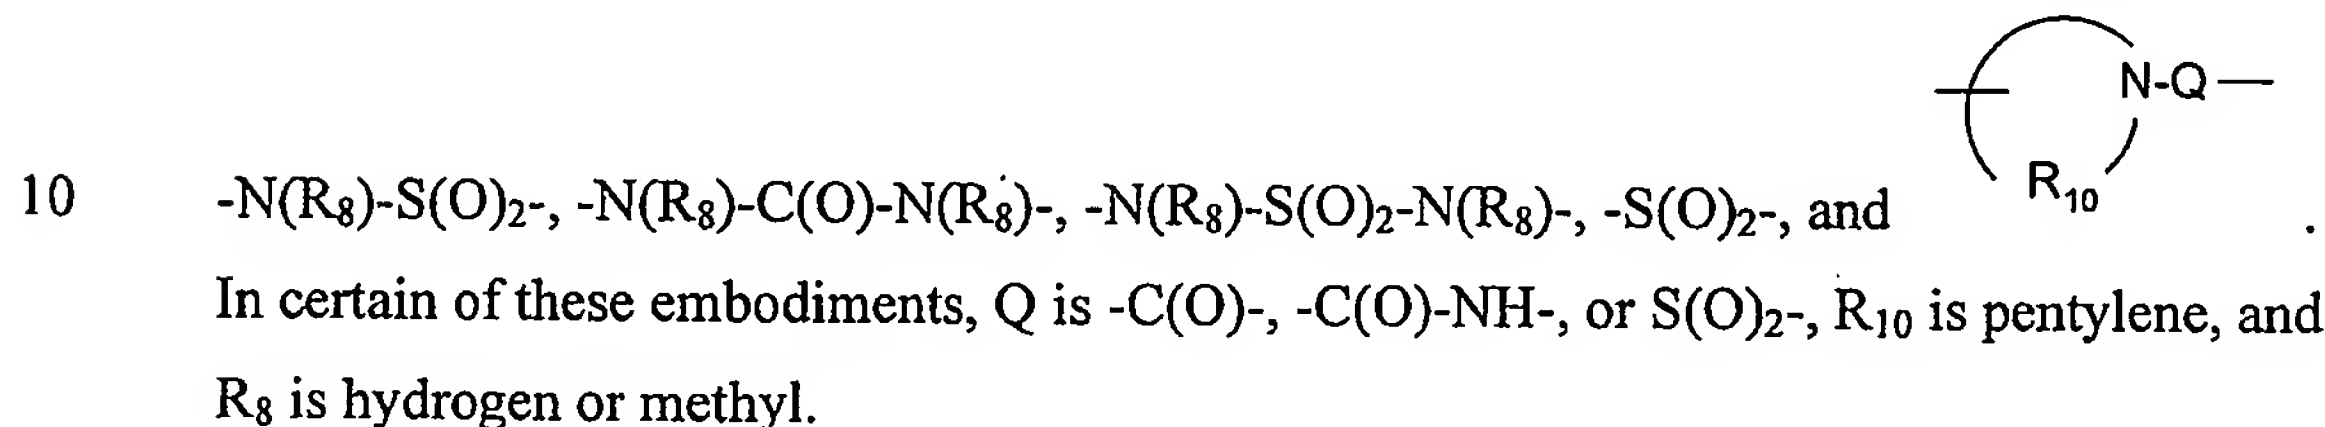 N-Q
R₁₀
10 -N(R₈)-S(O)₂-, -N(R₈)-C(O)-N(R₈)-, -N(R₈)-S(O)₂-N(R₈)-, -S(O)₂-, and .
In certain of these embodiments, Q is -C(O)-, -C(O)-NH-, or S(O)₂-, R₁₀ is pentylene, and
R₈ is hydrogen or methyl.